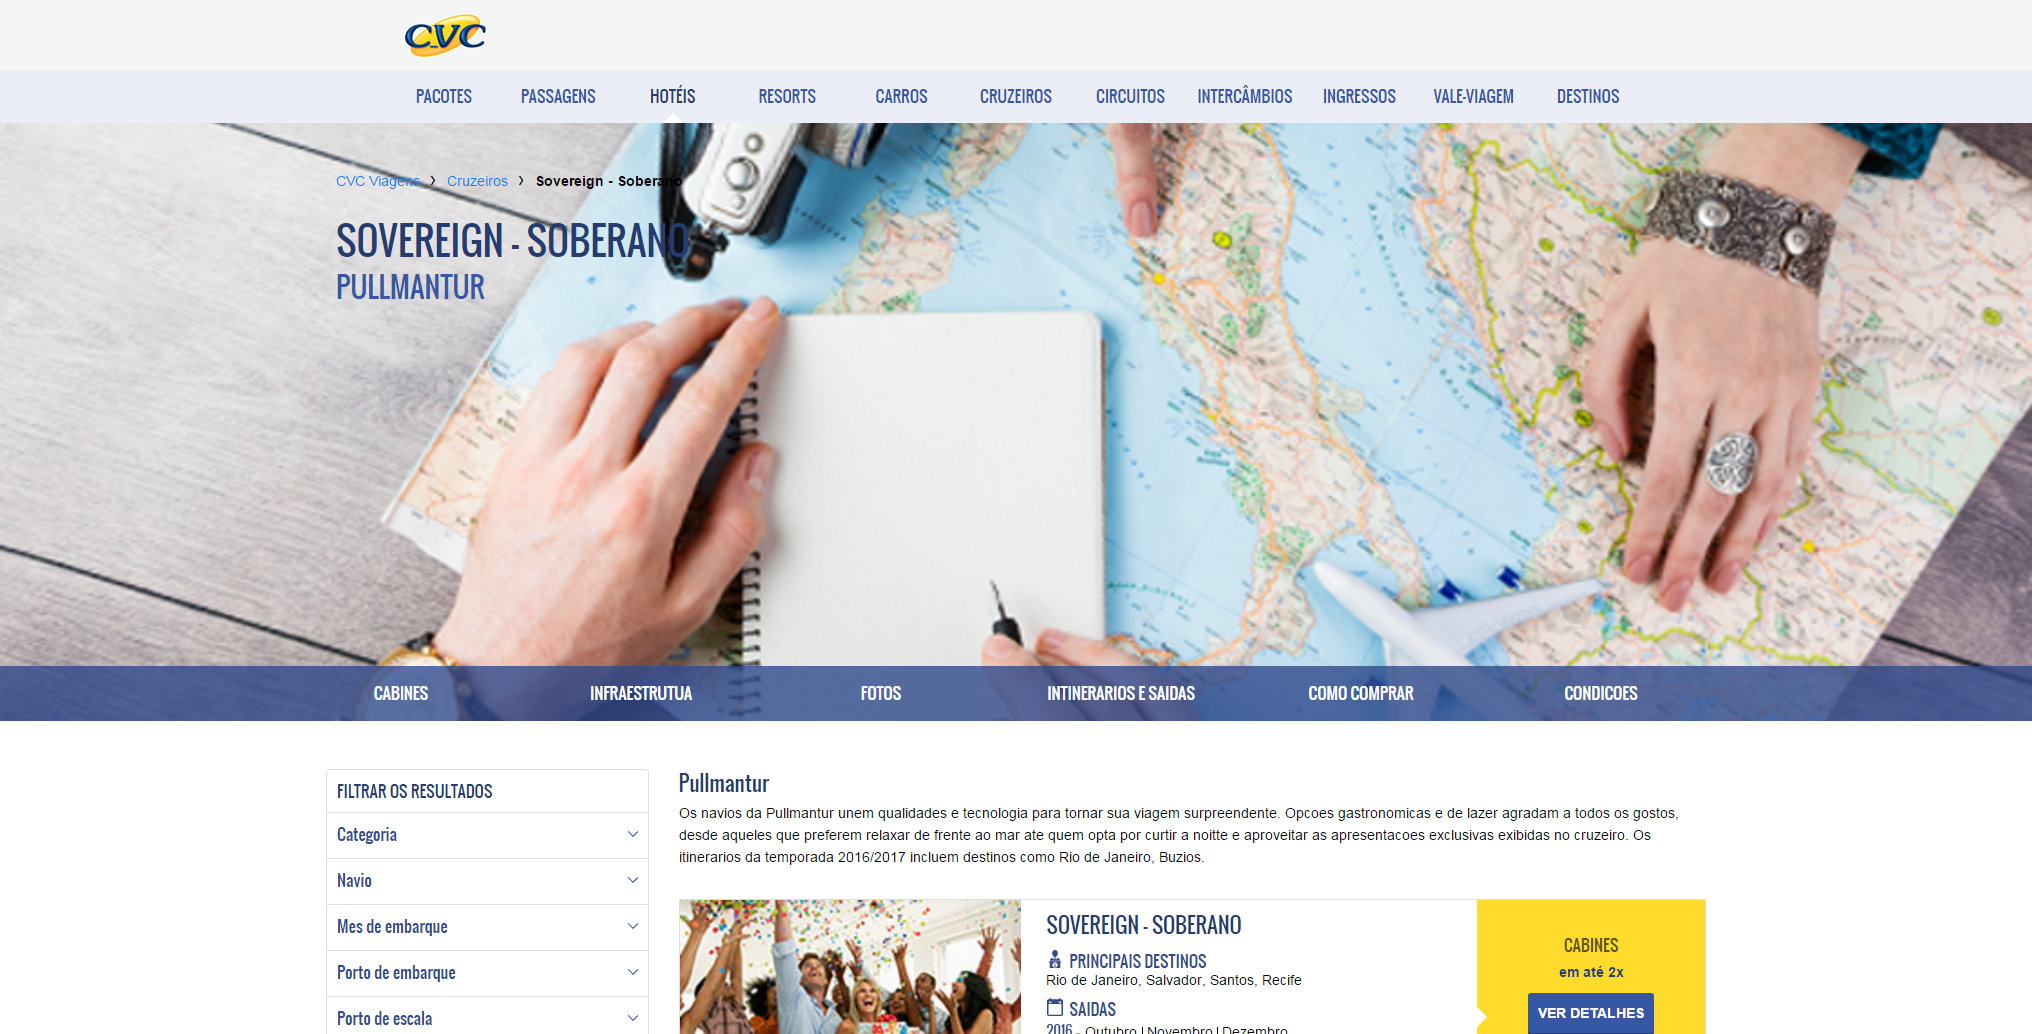 CVC
PACOTES PASSAGENS HOTÉIS RESORTS CARROS CRUZEIROS CIRCUITOS INTERCÂMBIOS INGRESSOS VALE-VIAGEM DESTINOS
CVC Viagens › Cruzeiros › Sovereign - Soberano
SOVEREIGN - SOBERANO
PULLMANTUR
CABINES INFRAESTRUTUA FOTOS INTINERARIOS E SAIDAS COMO COMPRAR CONDICOES
FILTRAR OS RESULTADOS
Categoria
Navio
Mes de embarque
Porto de embarque
Porto de escala
Pullmantur
Os navios da Pullmantur unem qualidades e tecnologia para tornar sua viagem surpreendente. Opcoes gastronomicas e de lazer agradam a todos os gostos,
desde aqueles que preferem relaxar de frente ao mar ate quem opta por curtir a noitte e aproveitar as apresentacoes exclusivas exibidas no cruzeiro. Os
itinerarios da temporada 2016/2017 incluem destinos como Rio de Janeiro, Buzios.
SOVEREIGN - SOBERANO
PRINCIPAIS DESTINOS
Rio de Janeiro, Salvador, Santos, Recife
SAIDAS
2016 - Outubro | Novembro | Dezembro
CABINES
em até 2x
VER DETALHES